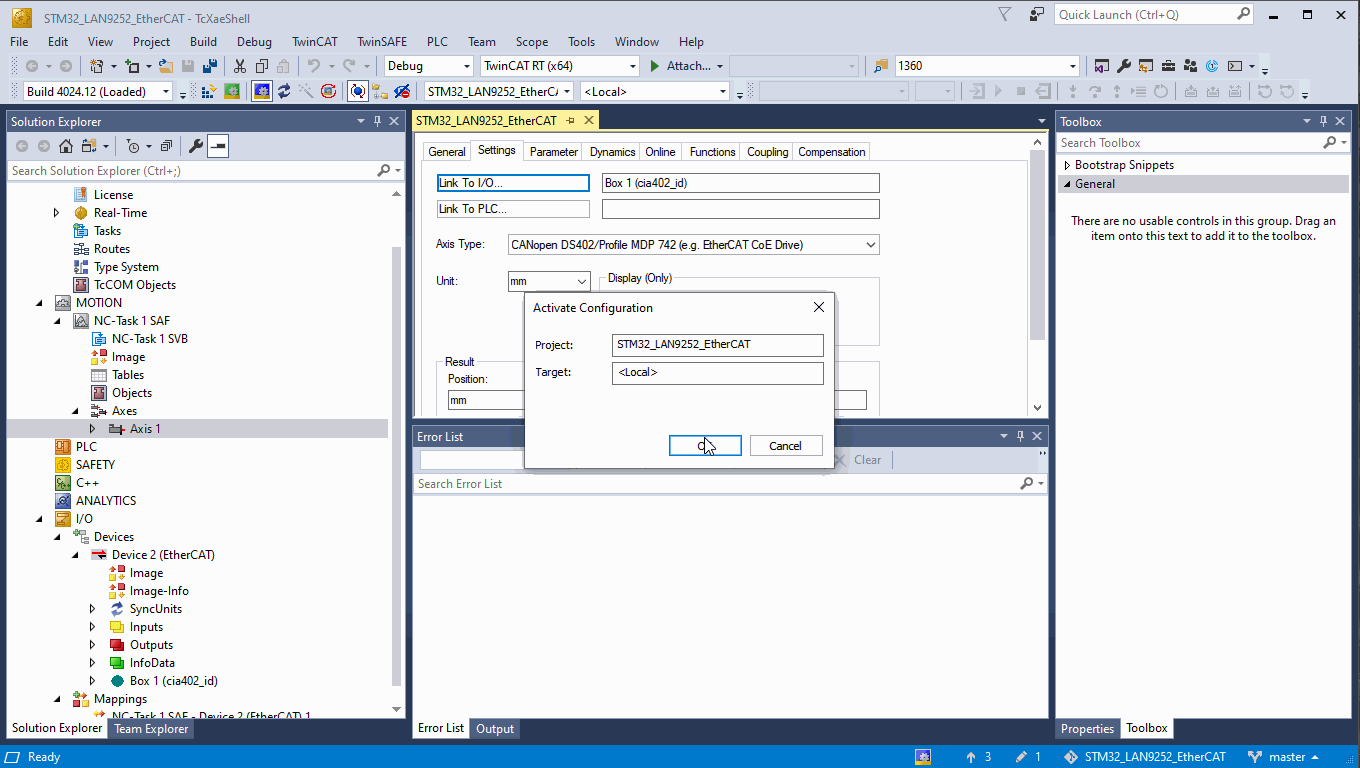 STM32_LAN9252_EtherCAT - TcXaeShell
Quick Launch (Ctrl+Q)
File Edit View Project Build Debug TwinCAT TwinSAFE PLC Team Scope Tools Window Help
Debug TwinCAT RT (x64) Attach... 1360
Build 4024.12 (Loaded) STM32_LAN9252_EtherC <Local>
Solution Explorer
Search Solution Explorer (Ctrl+;)
License
Real-Time
Tasks
Routes
Type System
TcCOM Objects
MOTION
NC-Task 1 SAF
NC-Task 1 SVB
Image
Tables
Objects
Axes
Axis 1
PLC
SAFETY
C++
ANALYTICS
I/O
Devices
Device 2 (EtherCAT)
Image
Image-Info
SyncUnits
Inputs
Outputs
InfoData
Box 1 (cia402_id)
Mappings
NC-Task 1 SAF - Device 2 (EtherCAT) 1
Solution Explorer Team Explorer
STM32_LAN9252_EtherCAT
General Settings Parameter Dynamics Online Functions Coupling Compensation
Link To I/O... Box 1 (cia402_id)
Link To PLC...
Axis Type: CANopen DS402/Profile MDP 742 (e.g. EtherCAT CoE Drive)
Unit: mm Display (Only)
Result
Position:
mm
Activate Configuration
Project: STM32_LAN9252_EtherCAT
Target: <Local>
Cancel
Error List
Clear
Search Error List
Error List Output
Toolbox
Search Toolbox
Bootstrap Snippets
General
There are no usable controls in this group. Drag an
item onto this text to add it to the toolbox.
Properties Toolbox
Ready 3 1 STM32_LAN9252_EtherCAT master